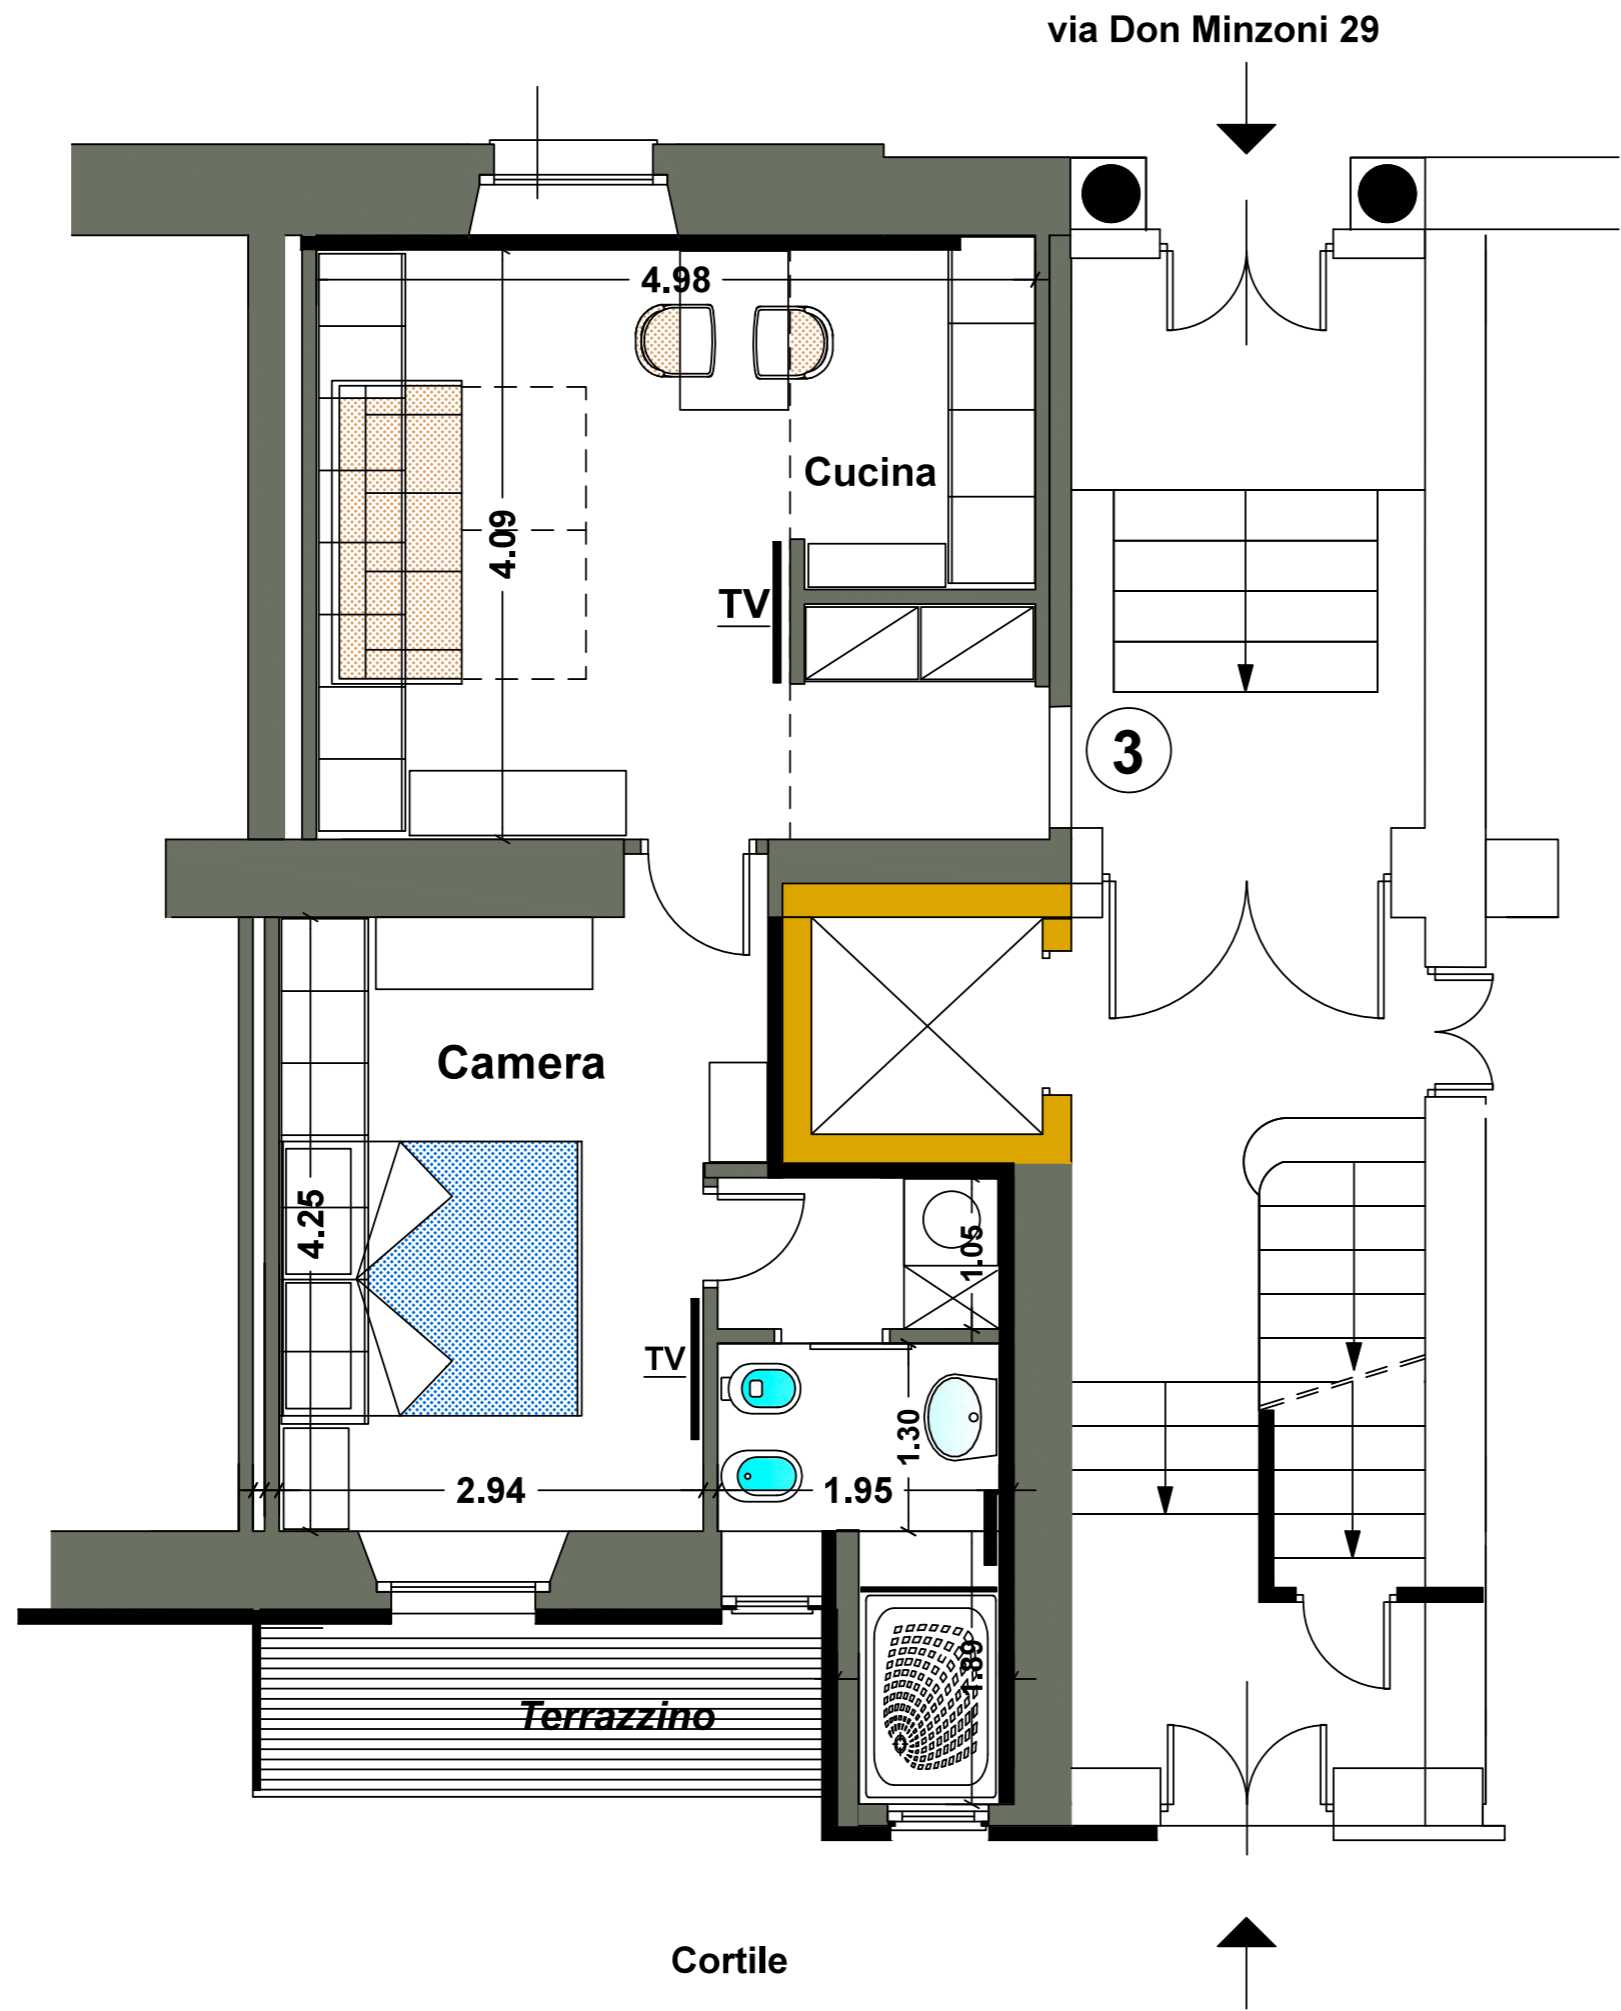 via Don Minzoni 29
4.98
Cucina
4.09
TV
3
Camera
4.25
1.05
TV
1.30
2.94
1.95
1.89
Terrazzino
Cortile